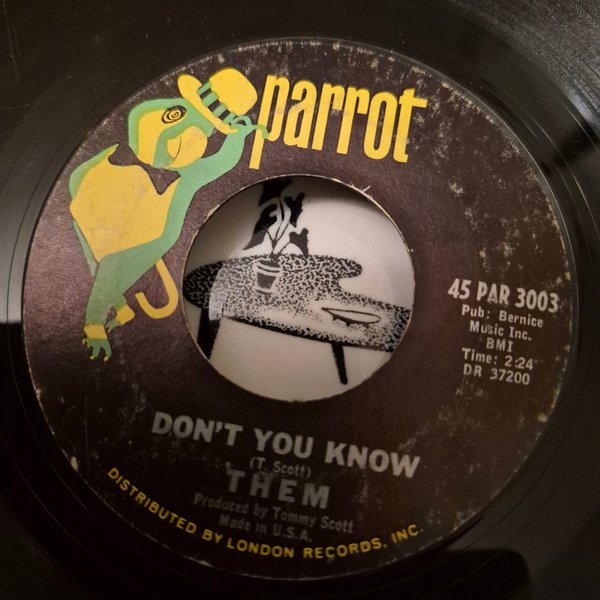 parrot
45 PAR 3003
Pub: Bernice
Music Inc.
BMI
Time: 2:24
DR 37200
DON'T YOU KNOW
(T. Scott)
THEM
Produced by Tommy Scott
Made in U.S.A.
DISTRIBUTED BY LONDON RECORDS, INC.